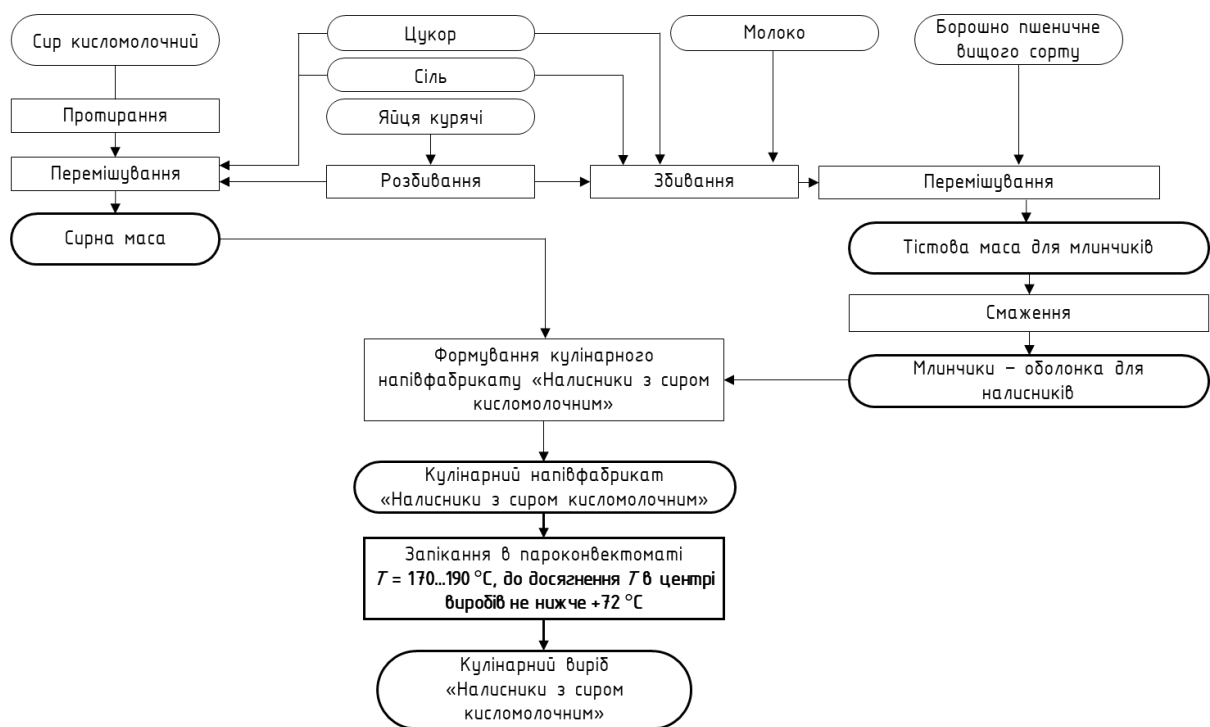 Сир кисломолочний
Цукор
Молоко
Борошно пшеничне
вищого сорту
Сіль
Протирання
Яйця курячі
Перемішування
Розбивання
Збивання
Перемішування
Сирна маса
Тістова маса для млинчиків
Смаження
Формування кулінарного
напівфабрикату «Налисники з сиром
кисломолочним»
Млинчики – оболонка для
налисників
Кулінарний напівфабрикат
«Налисники з сиром кисломолочним»
Запікання в пароконвектоматі
T = 170...190 °C, до досягнення T в центрі
виробів не нижче +72 °C
Кулінарний виріб
«Налисники з сиром
кисломолочним»